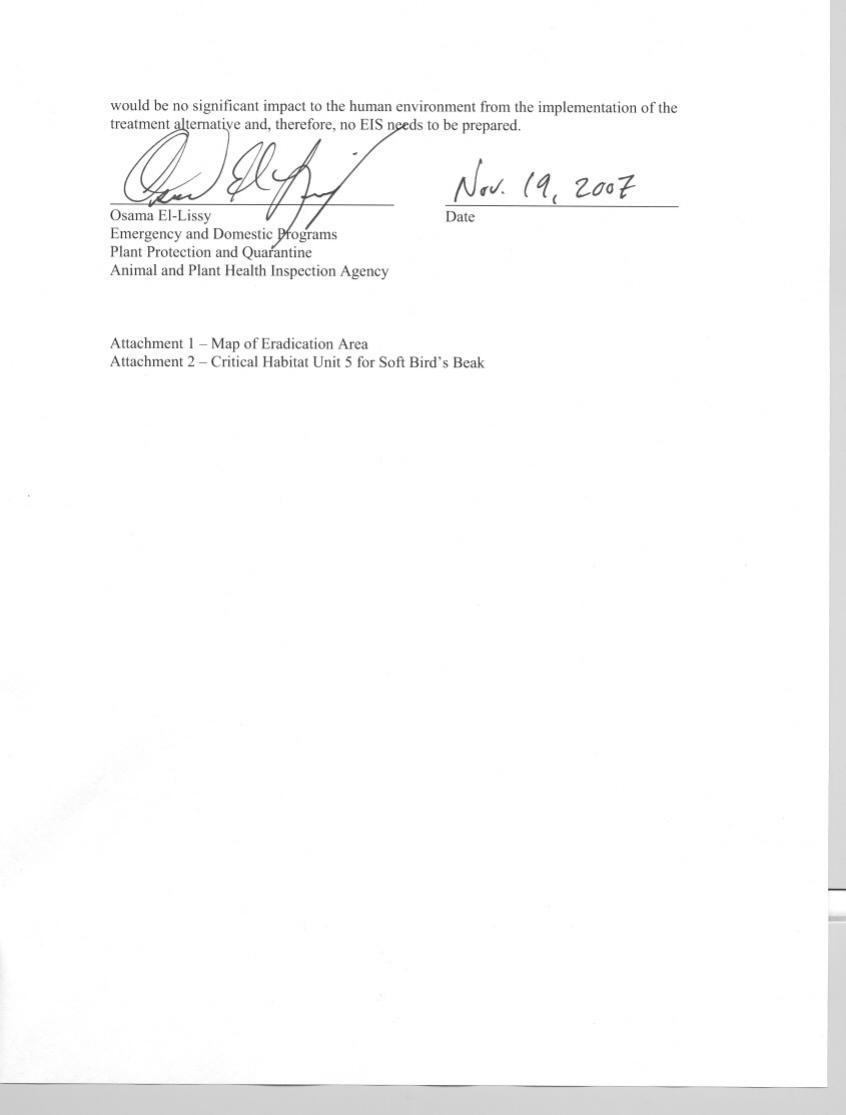 would be no significant impact to the human environment from the implementation of the
treatment alternative and, therefore, no EIS needs to be prepared.
Nov. 19, 2007
Osama El-Lissy
Date
Emergency and Domestic Programs
Plant Protection and Quarantine
Animal and Plant Health Inspection Agency
Attachment 1 – Map of Eradication Area
Attachment 2 – Critical Habitat Unit 5 for Soft Bird's Beak